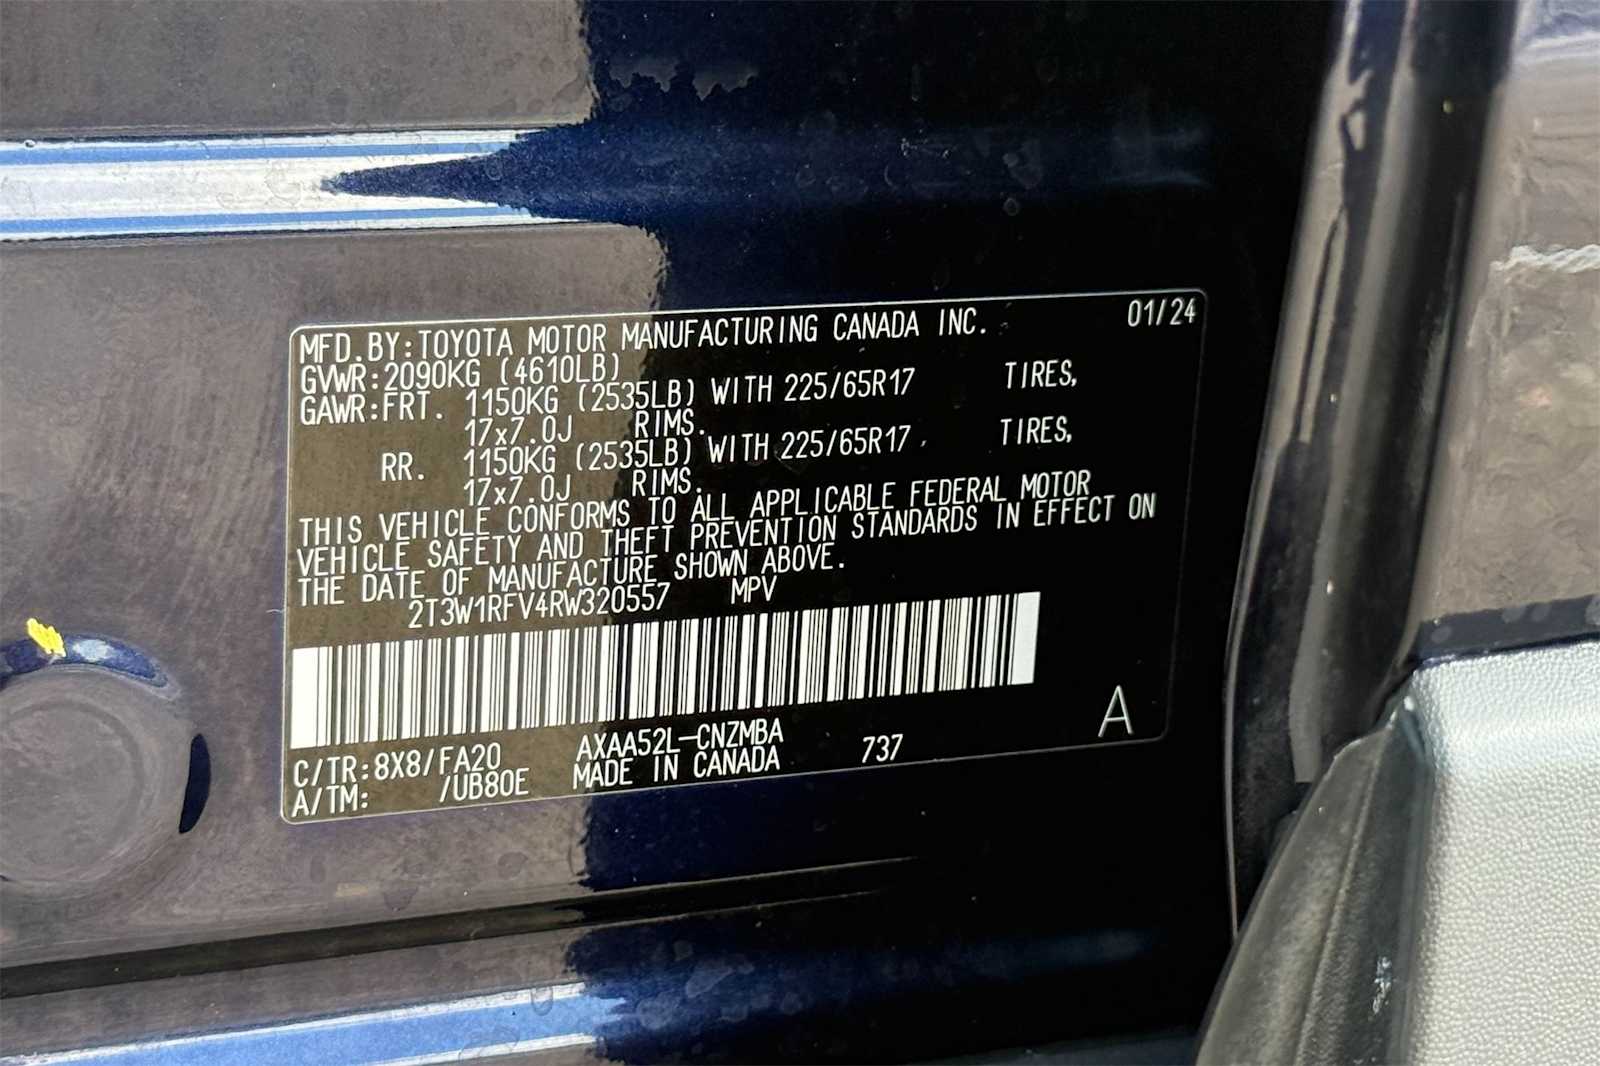 MFD.BY:TOYOTA MOTOR MANUFACTURING CANADA INC. 01/24
GVWR:2090KG (4610LB)
GAWR:FRT. 1150KG (2535LB) WITH 225/65R17 TIRES,
17x7.0J RIMS.
RR. 1150KG (2535LB) WITH 225/65R17 TIRES,
17x7.0J RIMS.
THIS VEHICLE CONFORMS TO ALL APPLICABLE FEDERAL MOTOR
VEHICLE SAFETY AND THEFT PREVENTION STANDARDS IN EFFECT ON
THE DATE OF MANUFACTURE SHOWN ABOVE.
2T3W1RFV4RW320557 MPV
C/TR:8X8/FA20 AXAA52L-CNZMBA 737 A
A/TM: /UB80E MADE IN CANADA